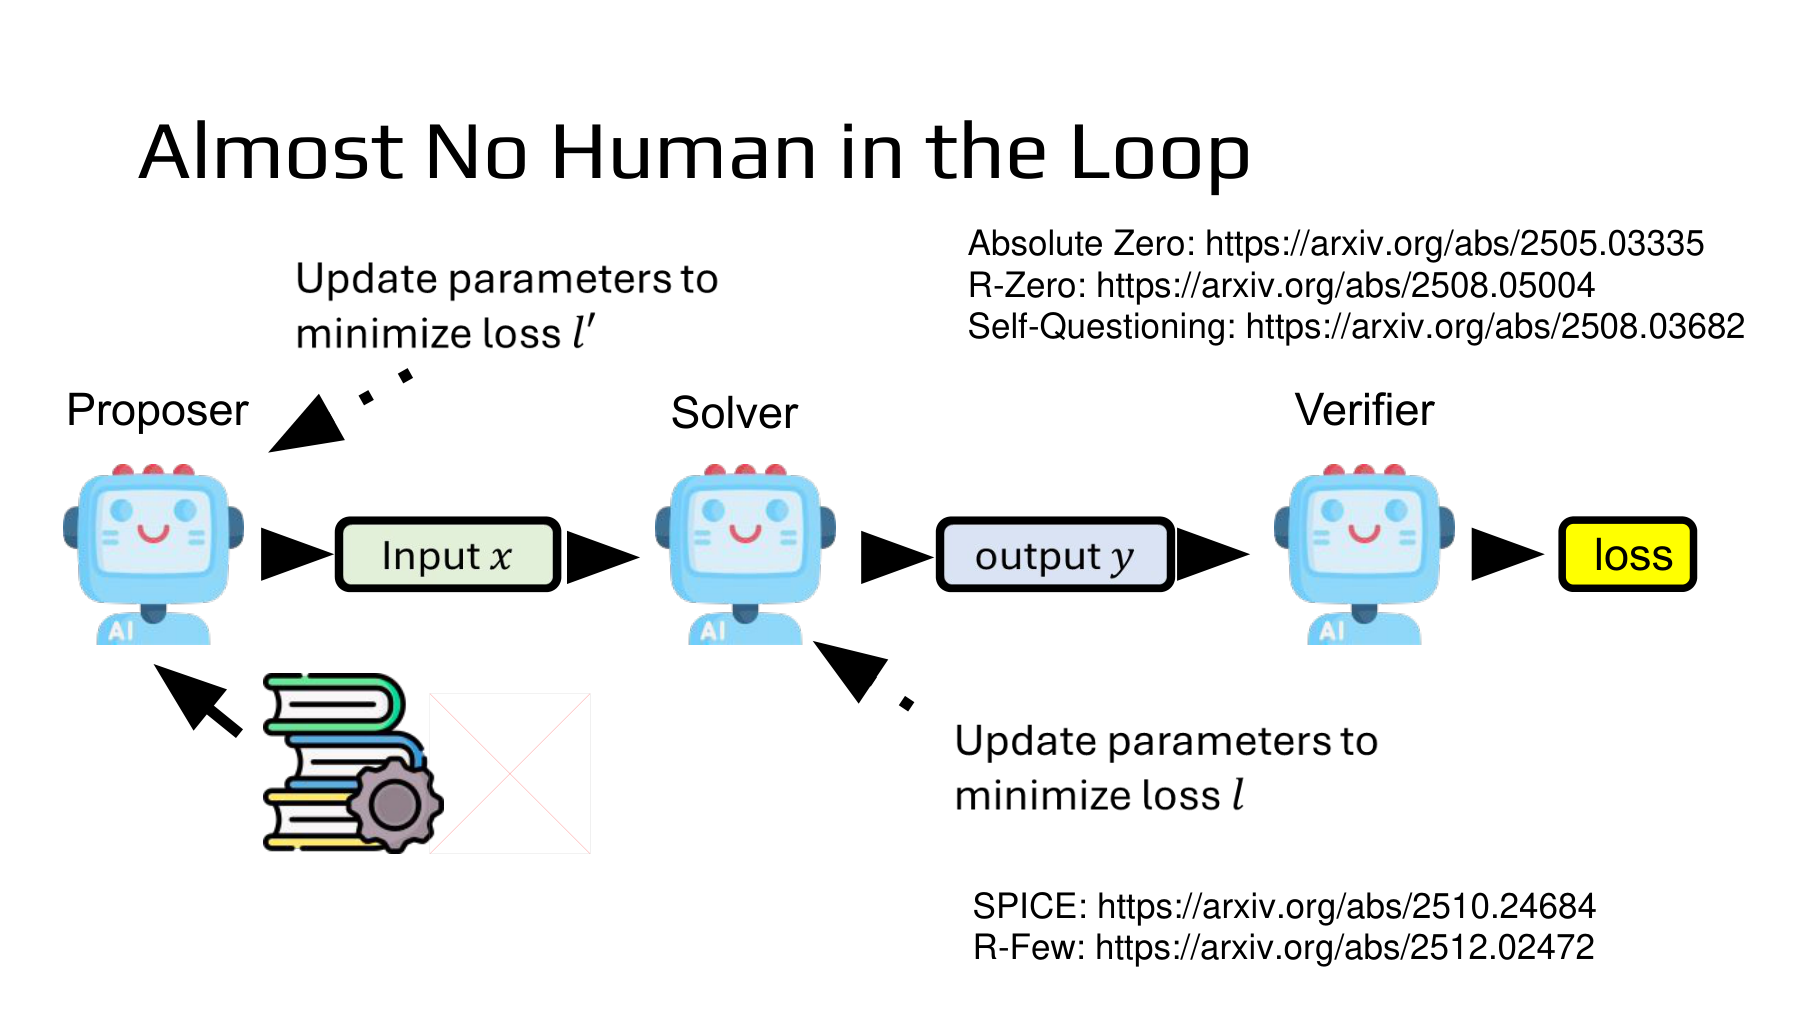 Almost No Human in the Loop
Absolute Zero: https://arxiv.org/abs/2505.03335
R-Zero: https://arxiv.org/abs/2508.05004
Self-Questioning: https://arxiv.org/abs/2508.03682
Update parameters to
minimize loss l′
Proposer
Solver
Verifier
Input x
output y
loss
AI
AI
AI
Update parameters to
minimize loss l
SPICE: https://arxiv.org/abs/2510.24684
R-Few: https://arxiv.org/abs/2512.02472